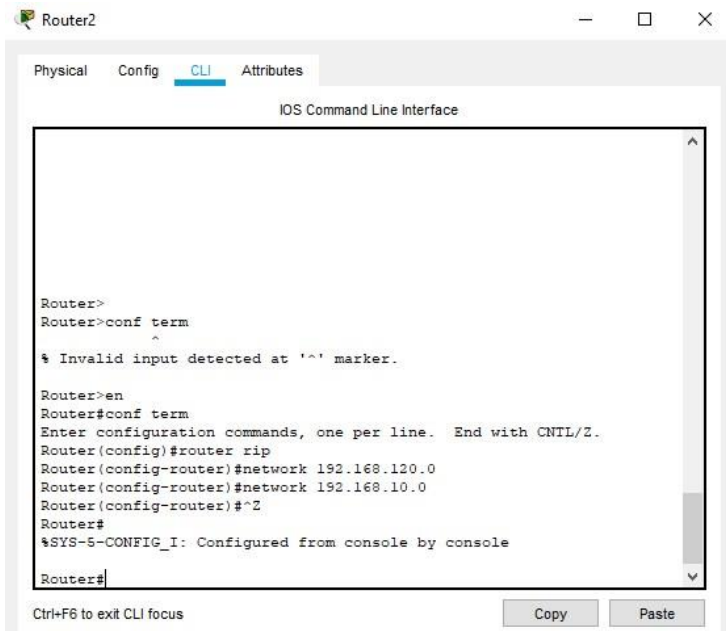 Router2
Physical Config CLI Attributes
IOS Command Line Interface
Router>
Router>conf term
^
% Invalid input detected at '^' marker.
Router>en
Router#conf term
Enter configuration commands, one per line. End with CNTL/Z.
Router(config)#router rip
Router(config-router)#network 192.168.120.0
Router(config-router)#network 192.168.10.0
Router(config-router)#^Z
Router#
%SYS-5-CONFIG_I: Configured from console by console
Router#
Ctrl+F6 to exit CLI focus
Copy Paste